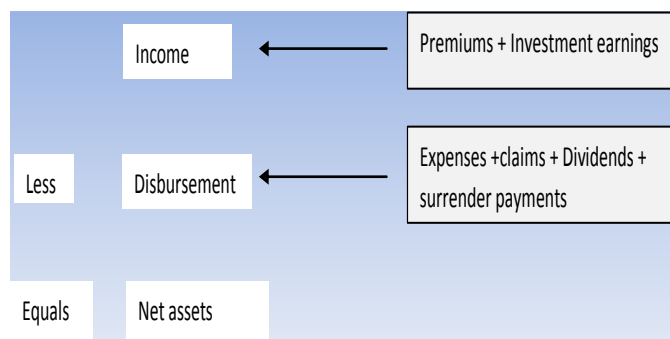 Income
Premiums + Investment earnings
Less
Disbursement
Expenses +claims + Dividends +
surrender payments
Equals
Net assets